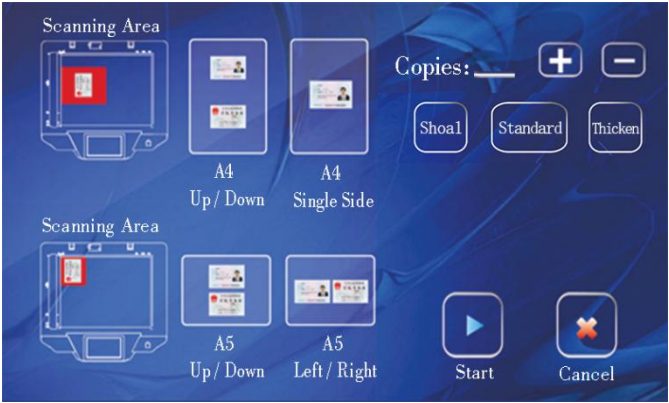 Scanning Area
Copies:
Shoal
Standard
Thicken
A4
Up / Down
A4
Single Side
Scanning Area
A5
Up / Down
A5
Left / Right
Start
Cancel